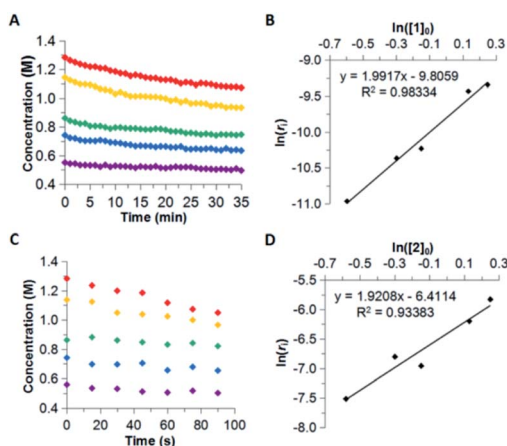 A
1.4
1.2
1.0
0.8
0.6
0.4
0 5 10 15 20 25 30 35
Time (min)
Concentration (M)
B
ln([1]₀)
-0.7 -0.5 -0.3 -0.1 0.1 0.3
-9.0
-9.5
-10.0
-10.5
-11.0
ln(rᵢ)
y = 1.9917x - 9.8059
R² = 0.98334
C
1.4
1.2
1.0
0.8
0.6
0.4
0 20 40 60 80 100
Time (s)
Concentration (M)
D
ln([2]₀)
-0.7 -0.5 -0.3 -0.1 0.1 0.3
-5.5
-6.0
-6.5
-7.0
-7.5
-8.0
ln(rᵢ)
y = 1.9208x - 6.4114
R² = 0.93383